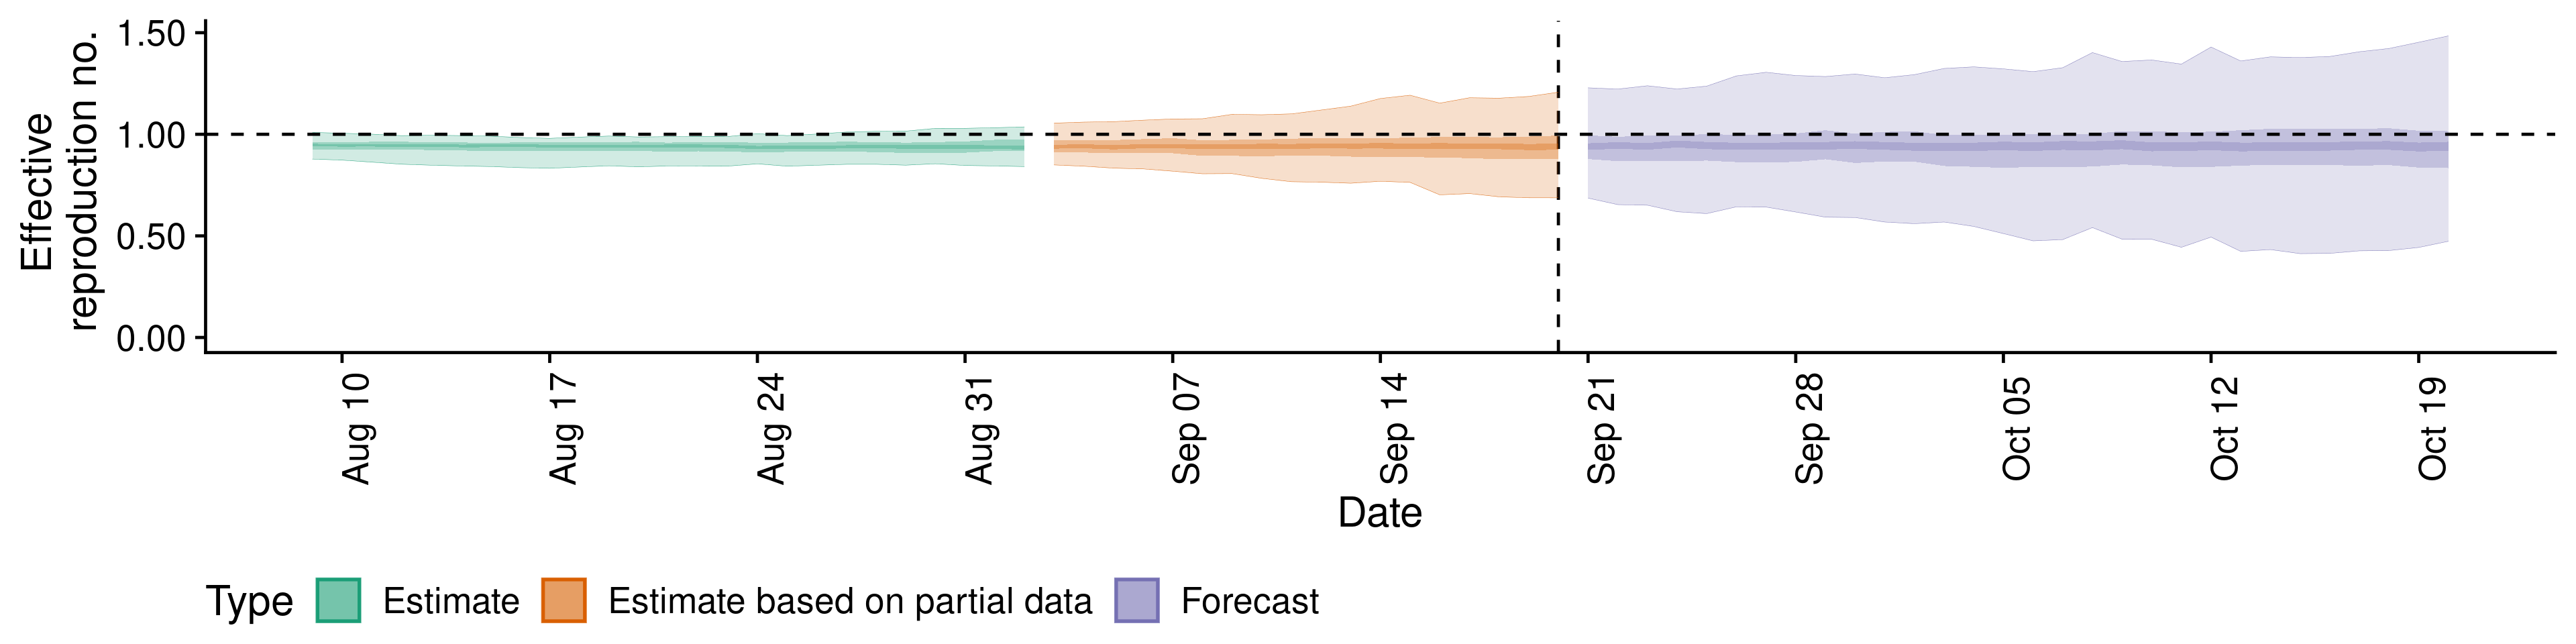 Effective
reproduction no.
1.50
1.00
0.50
0.00
Aug 10
Aug 17
Aug 24
Aug 31
Sep 07
Sep 14
Sep 21
Sep 28
Oct 05
Oct 12
Oct 19
Date
Type Estimate Estimate based on partial data Forecast